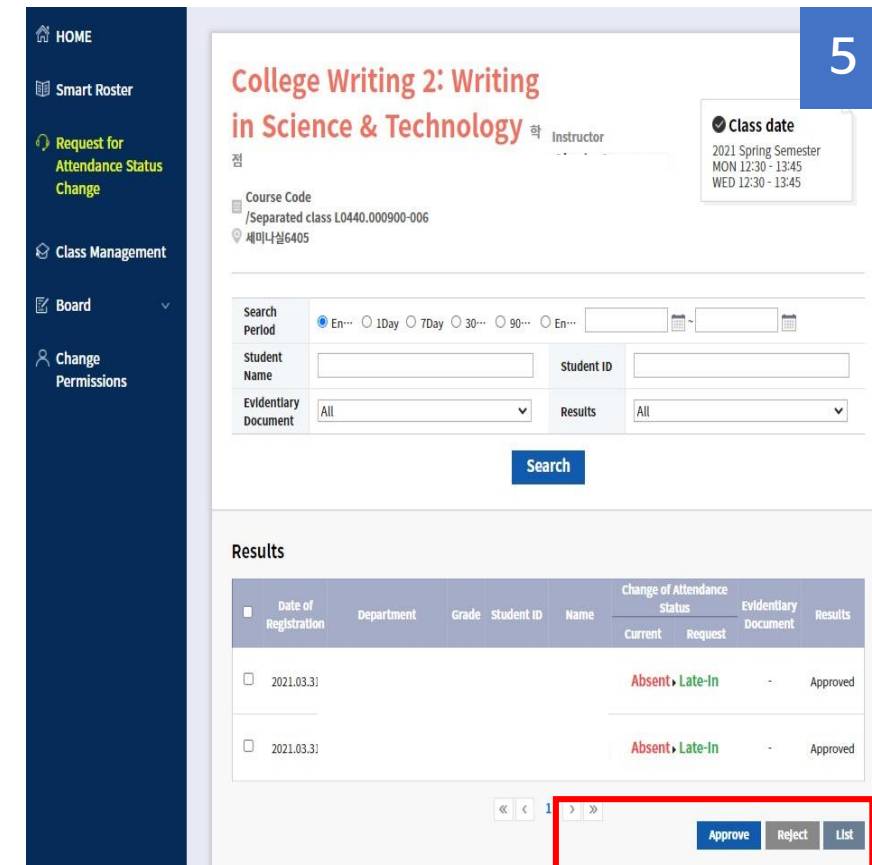 5
HOME
Smart Roster
Request for
Attendance Status
Change
Class Management
Board
Change
Permissions
College Writing 2: Writing
in Science & Technology 학
점
Instructor
Class date
2021 Spring Semester
MON 12:30 - 13:45
WED 12:30 - 13:45
Course Code
/Separated class L0440.000900-006
세미나실6405
Search
Period
En··· 1Day 7Day 30··· 90··· En··· ~
Student
Name
Student ID
Evidentiary
Document
All
Results
All
Search
Results
Date of
Registration
Department
Grade
Student ID
Name
Change of Attendance
Status
Current
Request
Evidentiary
Document
Results
2021.03.31 Absent Late-In - Approved
2021.03.31 Absent Late-In - Approved
« < 1 > »
Approve Reject List